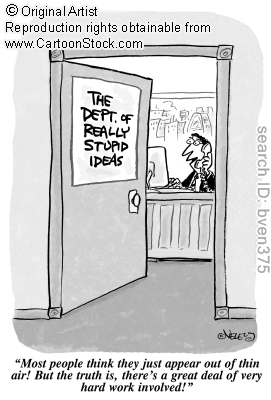 © Original Artist
Reproduction rights obtainable from
www.CartoonStock.com
THE
DEPT. OF
REALLY
STUPID
IDEAS
search ID: bven375
©NELEY
"Most people think they just appear out of thin
air! But the truth is, there's a great deal of very
hard work involved!"